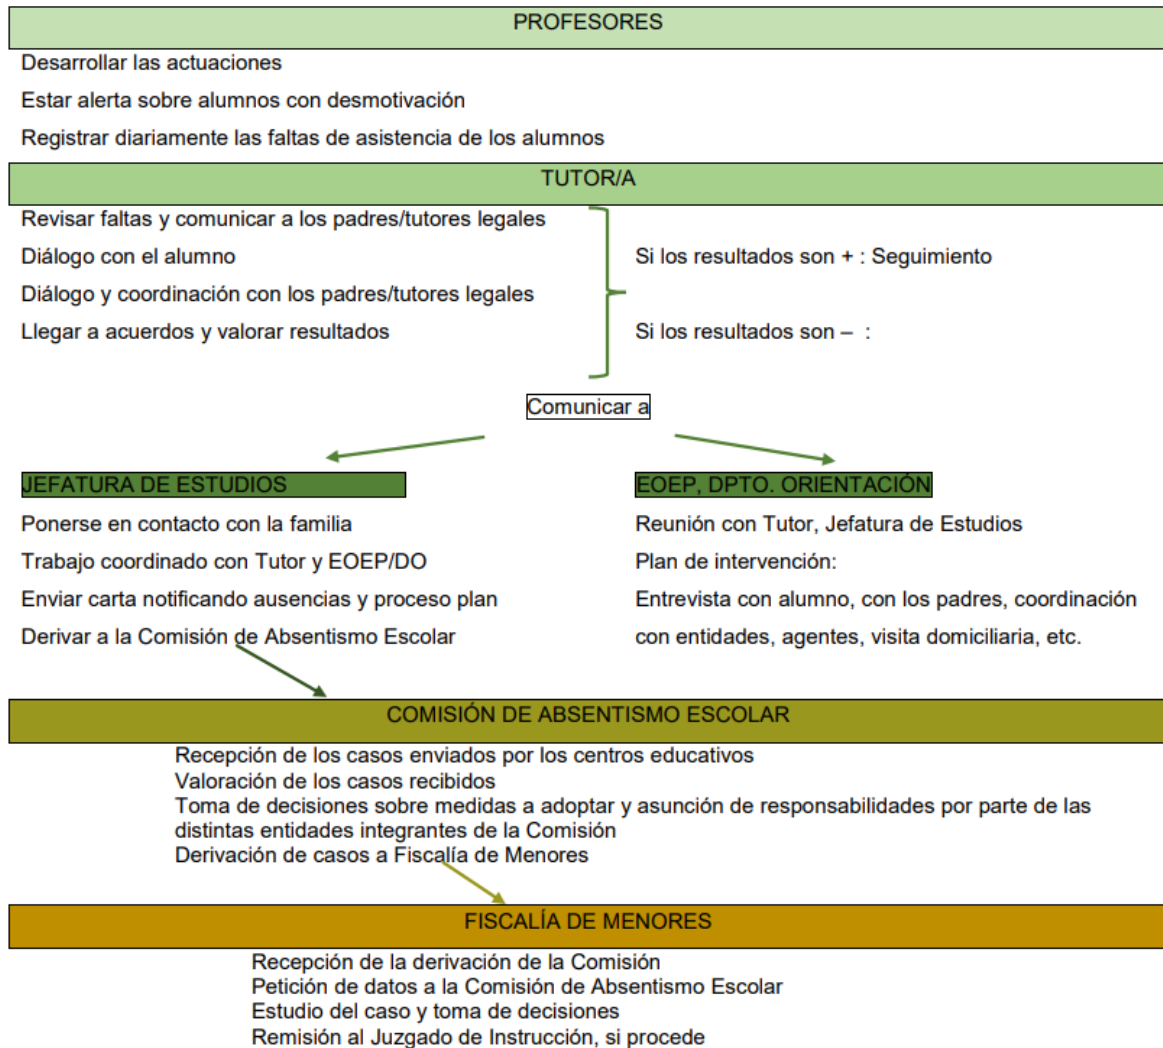 PROFESORES
Desarrollar las actuaciones
Estar alerta sobre alumnos con desmotivación
Registrar diariamente las faltas de asistencia de los alumnos
TUTOR/A
Revisar faltas y comunicar a los padres/tutores legales
Diálogo con el alumno
Diálogo y coordinación con los padres/tutores legales
Llegar a acuerdos y valorar resultados
Si los resultados son + : Seguimiento
Si los resultados son – :
Comunicar a
JEFATURA DE ESTUDIOS
Ponerse en contacto con la familia
Trabajo coordinado con Tutor y EOEP/DO
Enviar carta notificando ausencias y proceso plan
Derivar a la Comisión de Absentismo Escolar
EOEP, DPTO. ORIENTACIÓN
Reunión con Tutor, Jefatura de Estudios
Plan de intervención:
Entrevista con alumno, con los padres, coordinación
con entidades, agentes, visita domiciliaria, etc.
COMISIÓN DE ABSENTISMO ESCOLAR
Recepción de los casos enviados por los centros educativos
Valoración de los casos recibidos
Toma de decisiones sobre medidas a adoptar y asunción de responsabilidades por parte de las
distintas entidades integrantes de la Comisión
Derivación de casos a Fiscalía de Menores
FISCALÍA DE MENORES
Recepción de la derivación de la Comisión
Petición de datos a la Comisión de Absentismo Escolar
Estudio del caso y toma de decisiones
Remisión al Juzgado de Instrucción, si procede